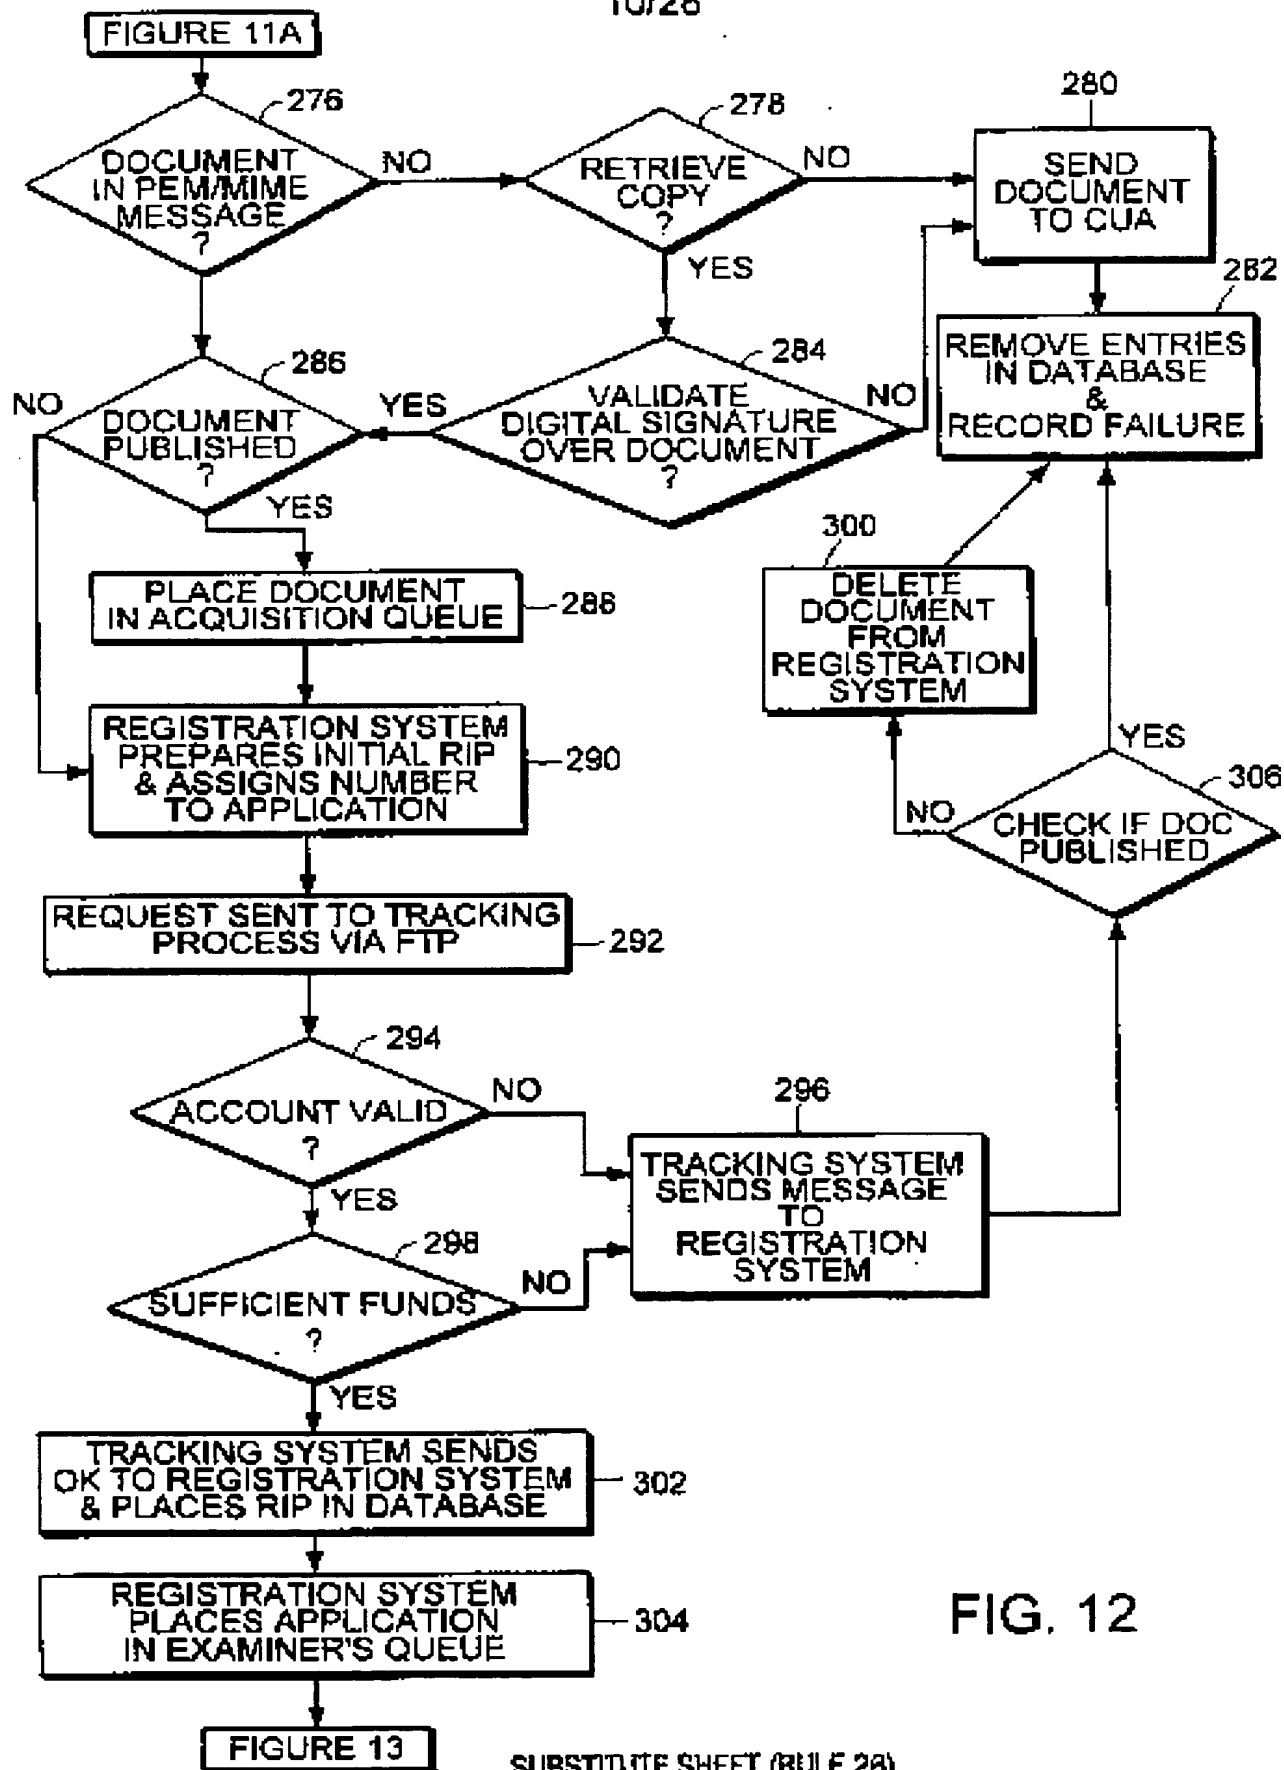 10/26
FIGURE 11A
276
DOCUMENT
IN PEM/MIME
MESSAGE
?
NO
278
RETRIEVE
COPY
?
NO
YES
280
SEND
DOCUMENT
TO CUA
282
REMOVE ENTRIES
IN DATABASE
&
RECORD FAILURE
286
NO
DOCUMENT
PUBLISHED
?
YES
YES
284
VALIDATE
DIGITAL SIGNATURE
OVER DOCUMENT
?
NO
PLACE DOCUMENT
IN ACQUISITION QUEUE
288
300
DELETE
DOCUMENT
FROM
REGISTRATION
SYSTEM
REGISTRATION SYSTEM
PREPARES INITIAL RIP
& ASSIGNS NUMBER
TO APPLICATION
290
YES
306
NO
CHECK IF DOC
PUBLISHED
REQUEST SENT TO TRACKING
PROCESS VIA FTP
292
294
ACCOUNT VALID
?
NO
YES
296
TRACKING SYSTEM
SENDS MESSAGE
TO
REGISTRATION
SYSTEM
298
SUFFICIENT FUNDS
?
NO
YES
TRACKING SYSTEM SENDS
OK TO REGISTRATION SYSTEM
& PLACES RIP IN DATABASE
302
REGISTRATION SYSTEM
PLACES APPLICATION
IN EXAMINER'S QUEUE
304
FIGURE 13
FIG. 12
SUBSTITUTE SHEET (RULE 26)